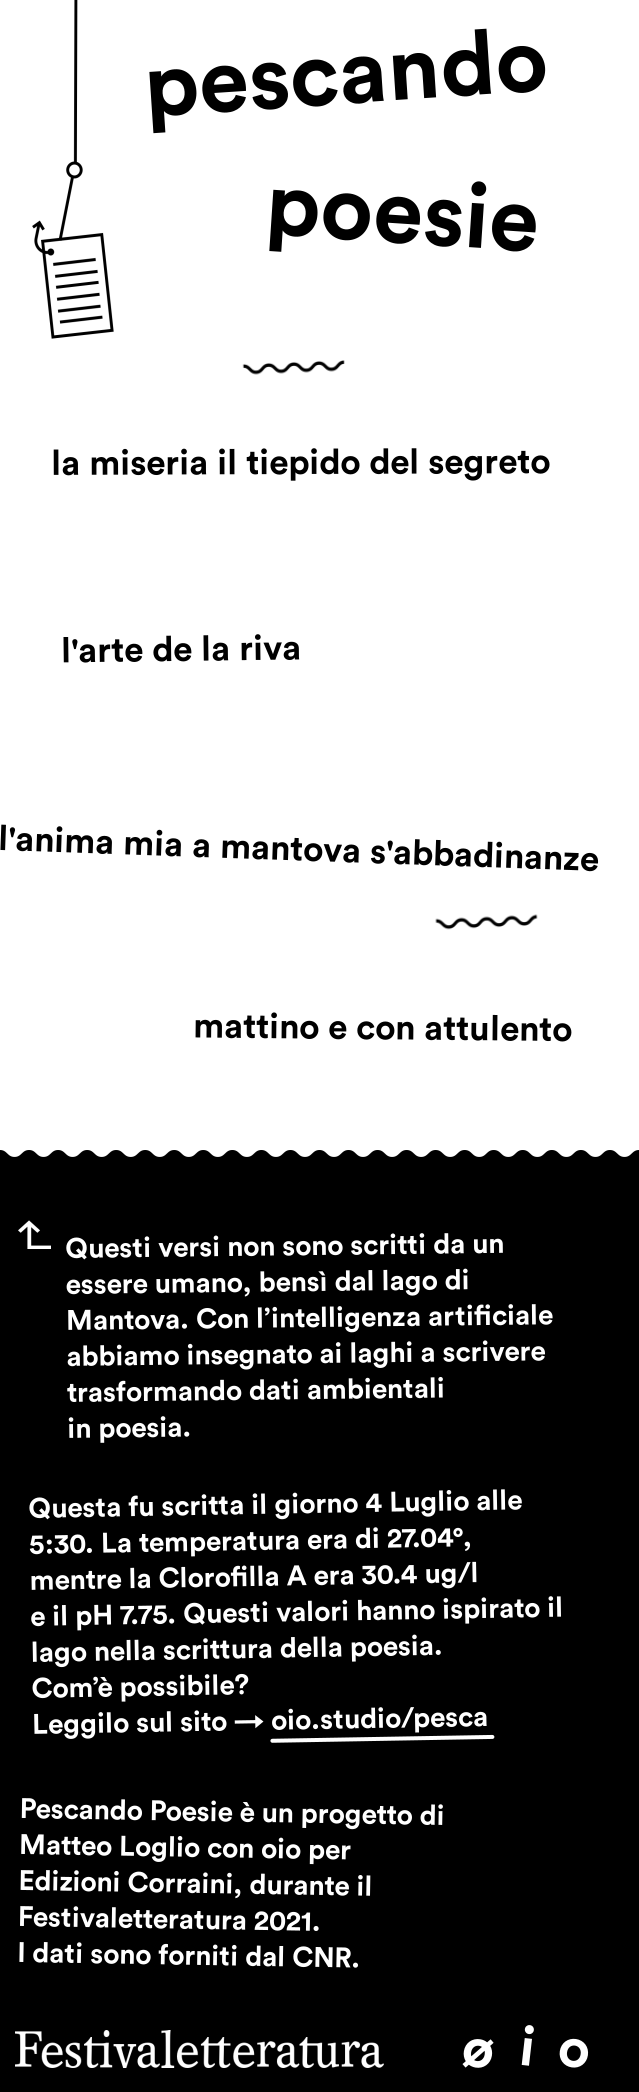 pescando
poesie
la miseria il tiepido del segreto
l'arte de la riva
l'anima mia a mantova s'abbadinanze
mattino e con attulento
Questi versi non sono scritti da un
essere umano, bensì dal lago di
Mantova. Con l’intelligenza artificiale
abbiamo insegnato ai laghi a scrivere
trasformando dati ambientali
in poesia.
Questa fu scritta il giorno 4 Luglio alle
5:30. La temperatura era di 27.04°,
mentre la Clorofilla A era 30.4 ug/l
e il pH 7.75. Questi valori hanno ispirato il
lago nella scrittura della poesia.
Com’è possibile?
Leggilo sul sito → oio.studio/pesca
Pescando Poesie è un progetto di
Matteo Loglio con oio per
Edizioni Corraini, durante il
Festivaletteratura 2021.
I dati sono forniti dal CNR.
Festivaletteratura ø i o